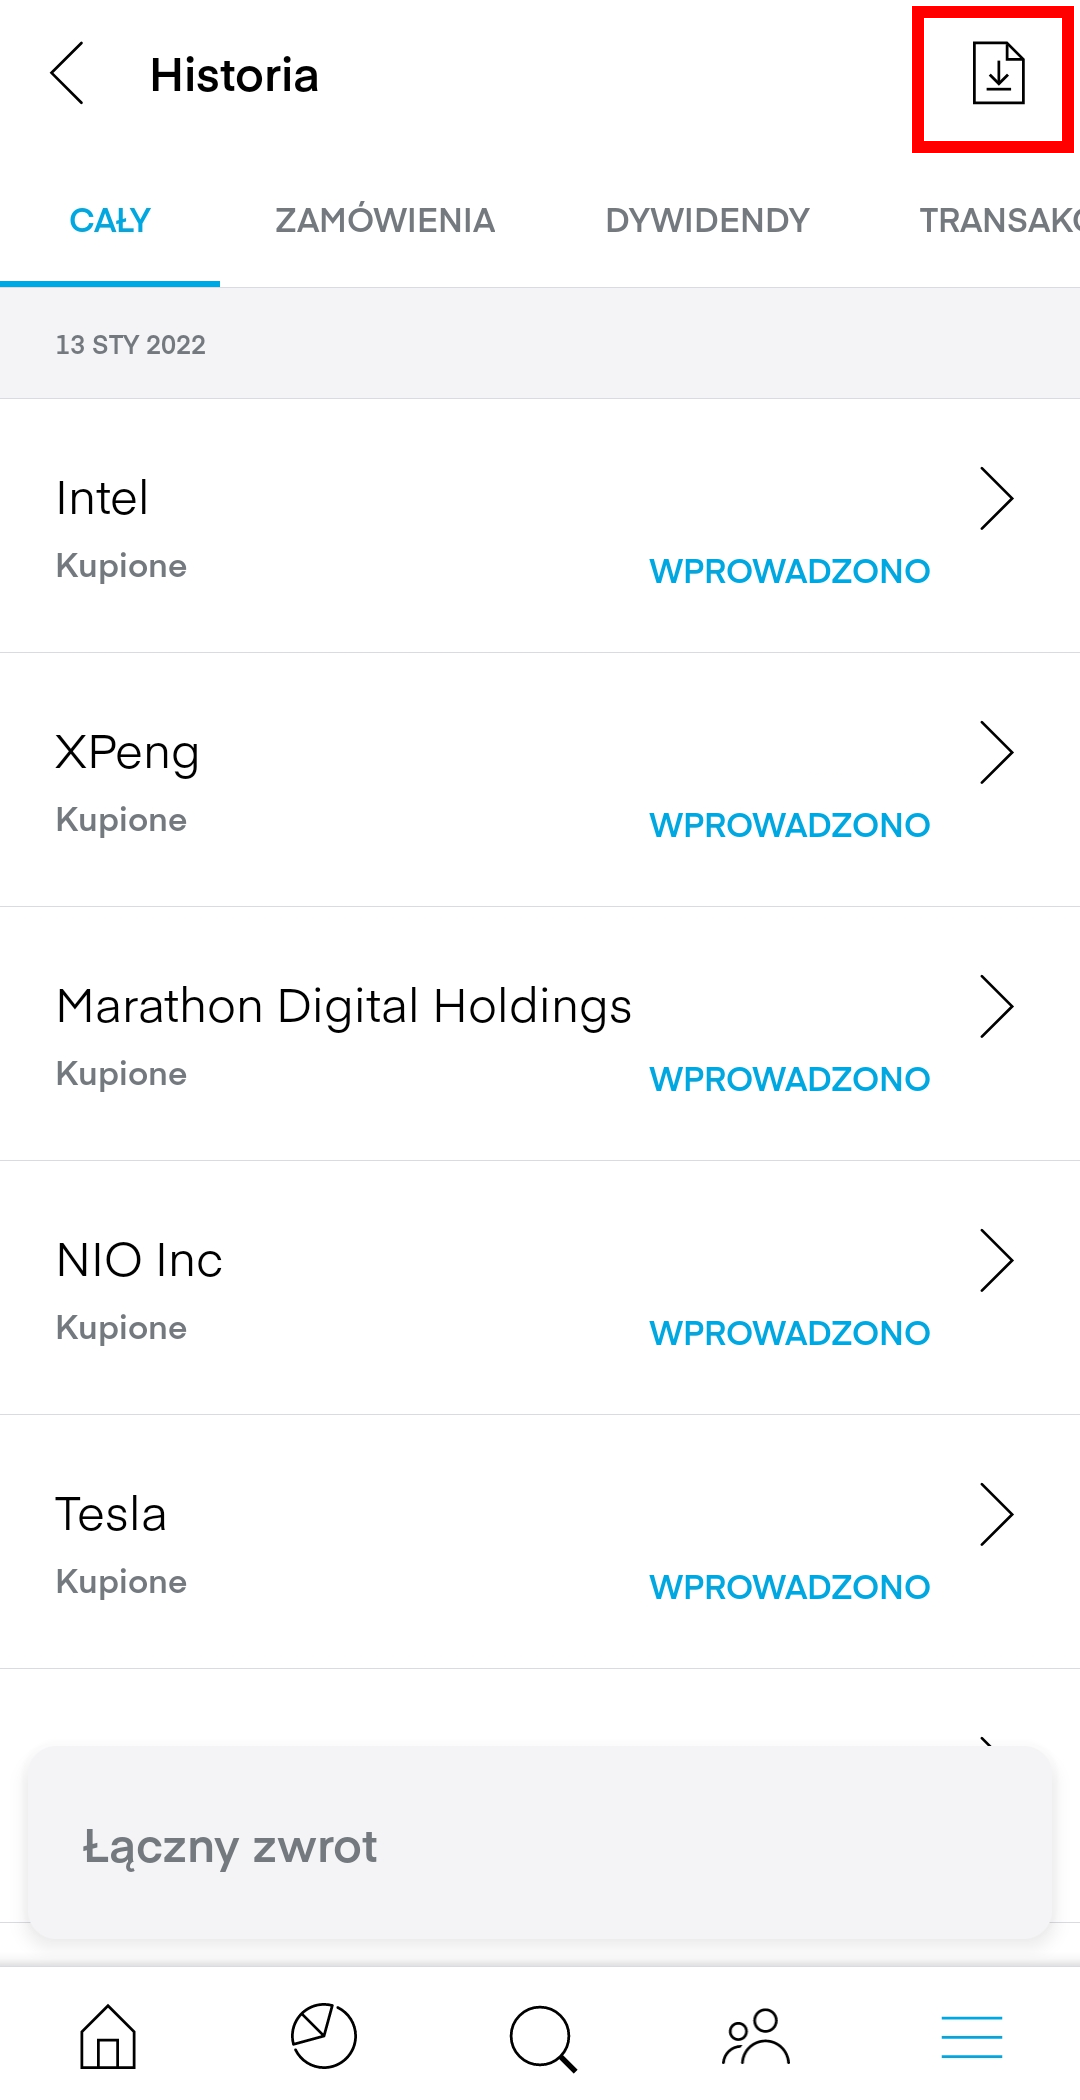 Historia
CAŁY ZAMÓWIENIA DYWIDENDY TRANSAK
13 STY 2022
Intel
Kupione WPROWADZONO
XPeng
Kupione WPROWADZONO
Marathon Digital Holdings
Kupione WPROWADZONO
NIO Inc
Kupione WPROWADZONO
Tesla
Kupione WPROWADZONO
Łączny zwrot